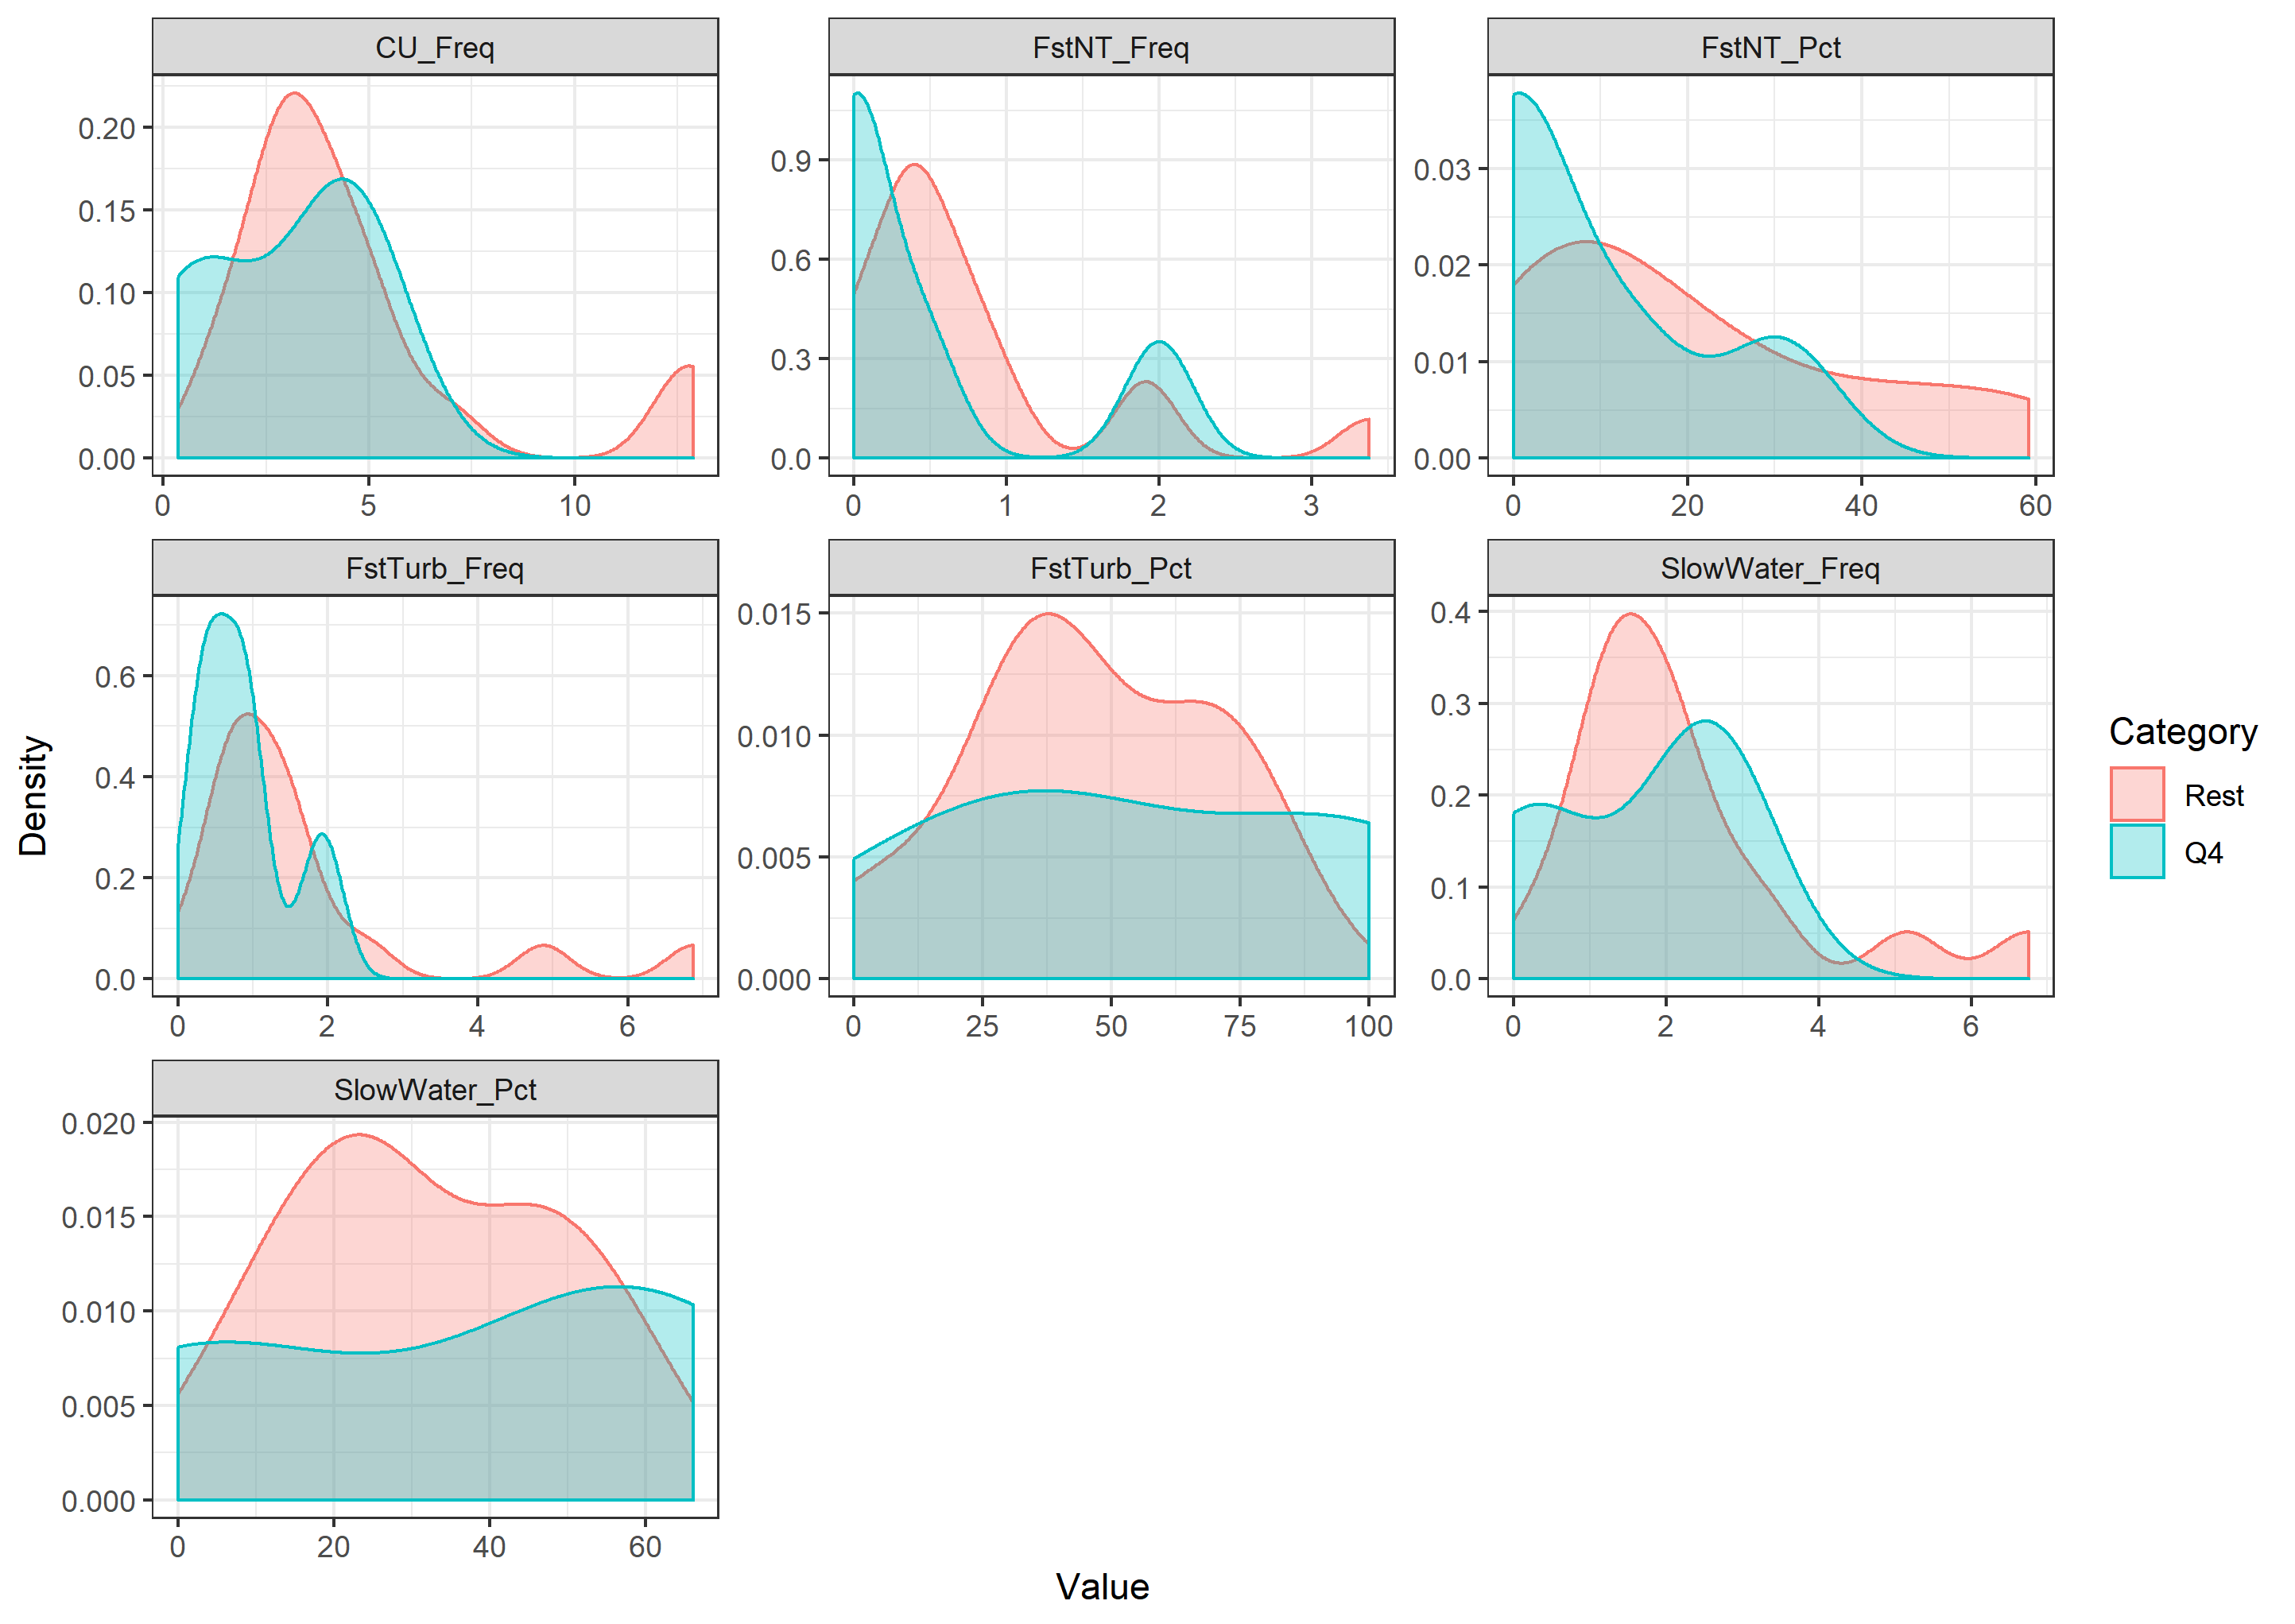 CU_Freq
FstNT_Freq
FstNT_Pct
0.20
0.15
0.10
0.05
0.00
0 5 10
0.9
0.6
0.3
0.0
0 1 2 3
0.03
0.02
0.01
0.00
0 20 40 60
FstTurb_Freq
FstTurb_Pct
SlowWater_Freq
0.6
0.4
0.2
0.0
0 2 4 6
0.015
0.010
0.005
0.000
0 25 50 75 100
0.4
0.3
0.2
0.1
0.0
0 2 4 6
SlowWater_Pct
0.020
0.015
0.010
0.005
0.000
0 20 40 60
Density
Value
Category
Rest
Q4